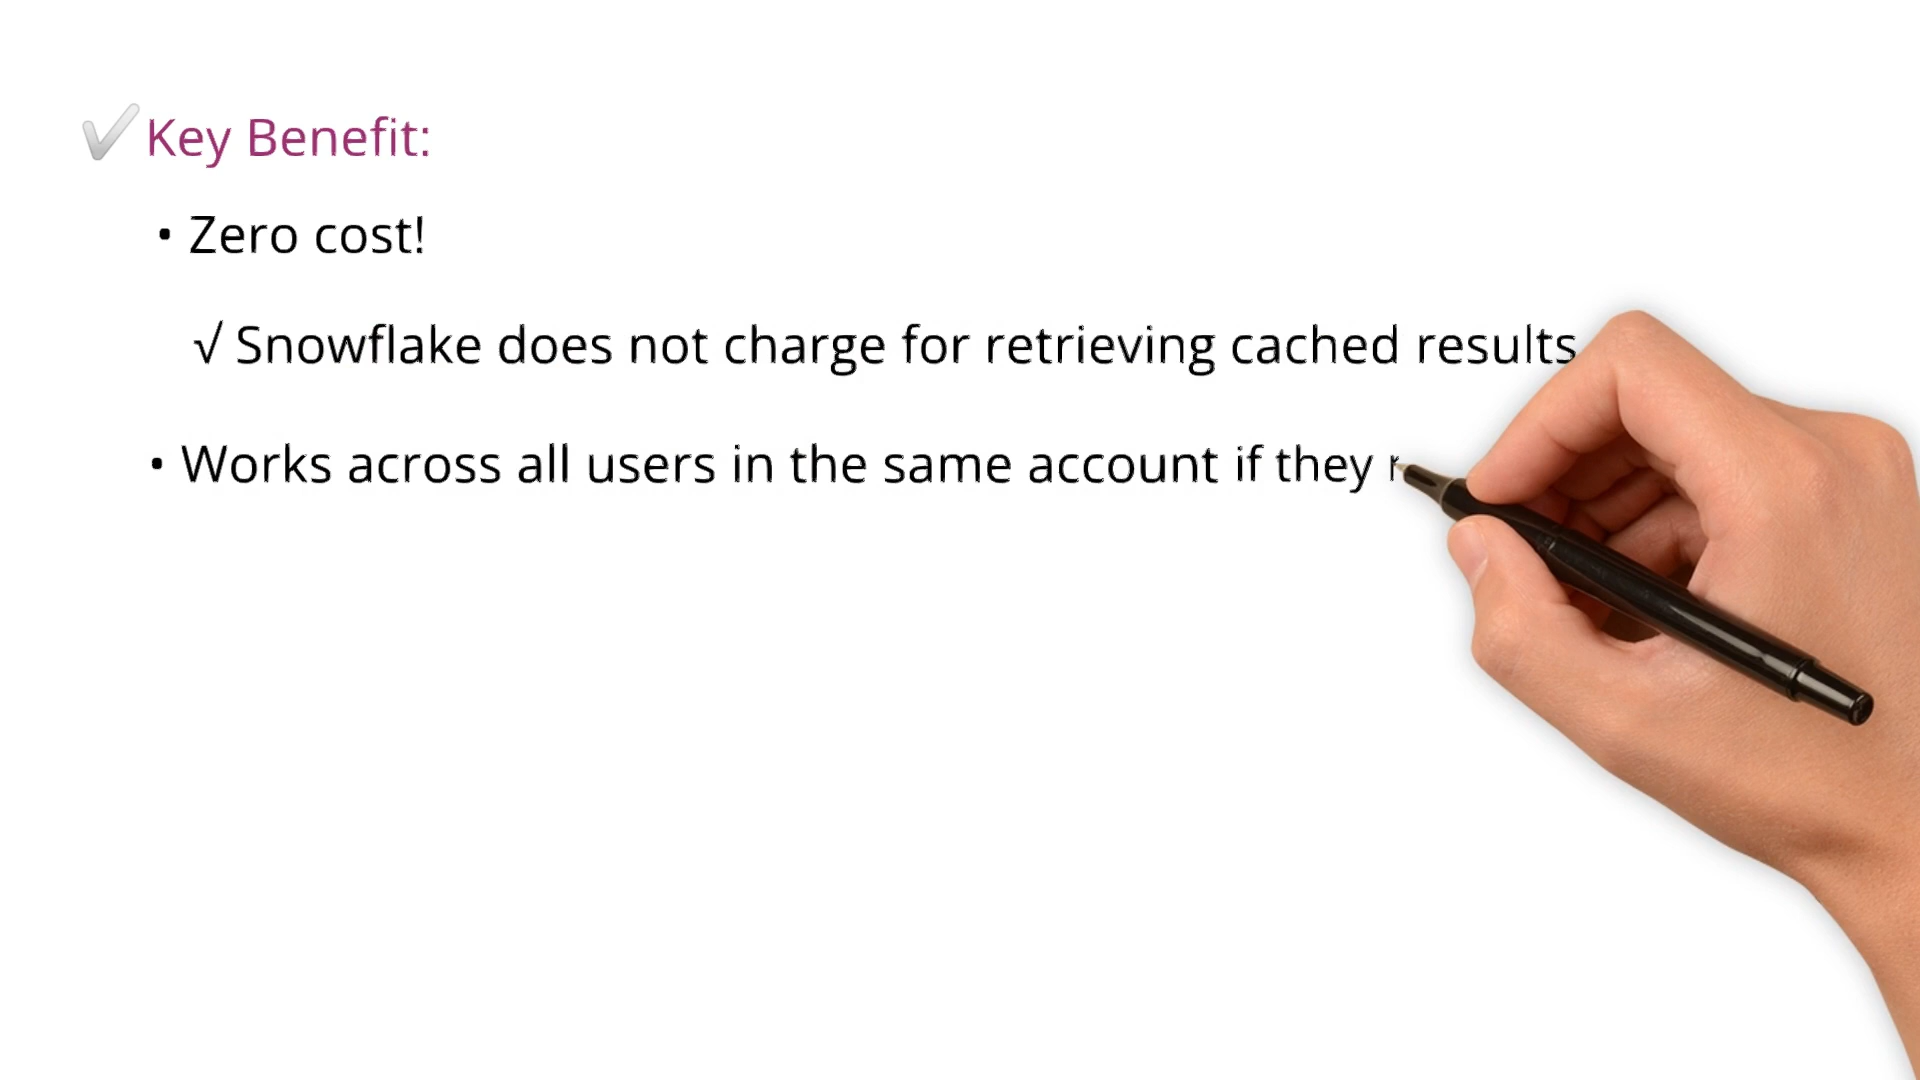 ✓ Key Benefit:
• Zero cost!
√ Snowflake does not charge for retrieving cached results
• Works across all users in the same account if they